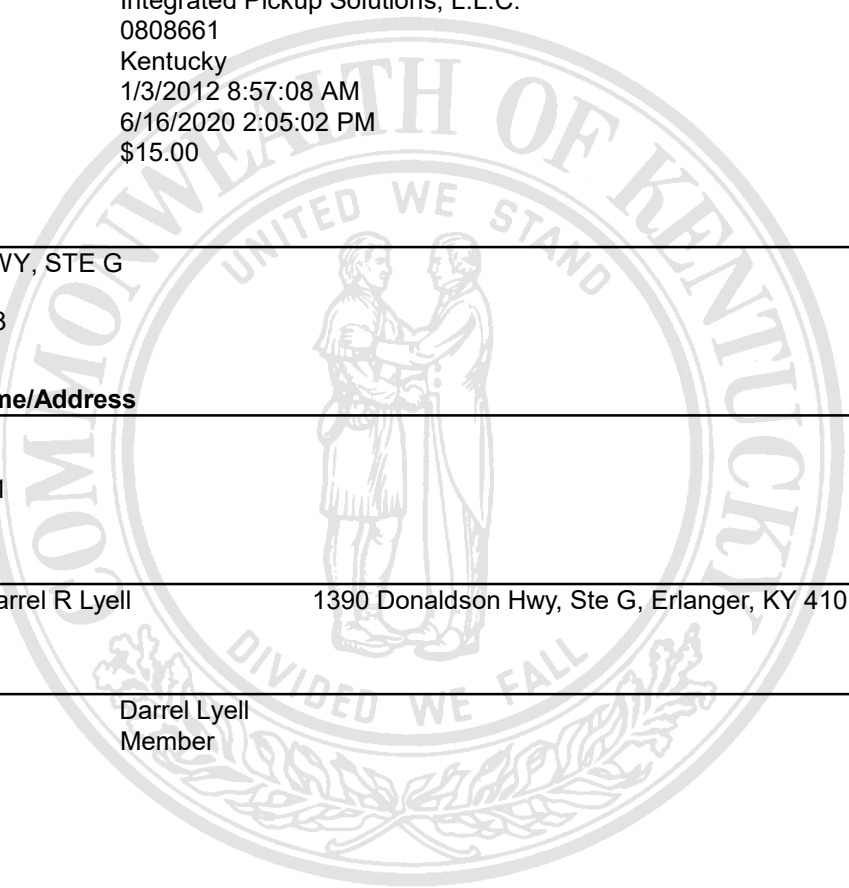 Integrated Pickup Solutions, L.L.C.
0808661
Kentucky
1/3/2012 8:57:08 AM
6/16/2020 2:05:02 PM
$15.00
WY, STE G
3
me/Address
1
arrel R Lyell 1390 Donaldson Hwy, Ste G, Erlanger, KY 410
Darrel Lyell
Member
COMMONWEALTH OF KENTUCKY
UNITED WE STAND
DIVIDED WE FALL